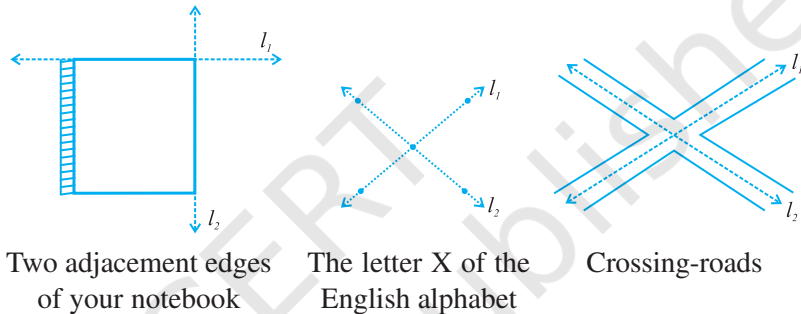 l1
l2
l1
l2
l1
l2
Two adjacement edges
of your notebook
The letter X of the
English alphabet
Crossing-roads